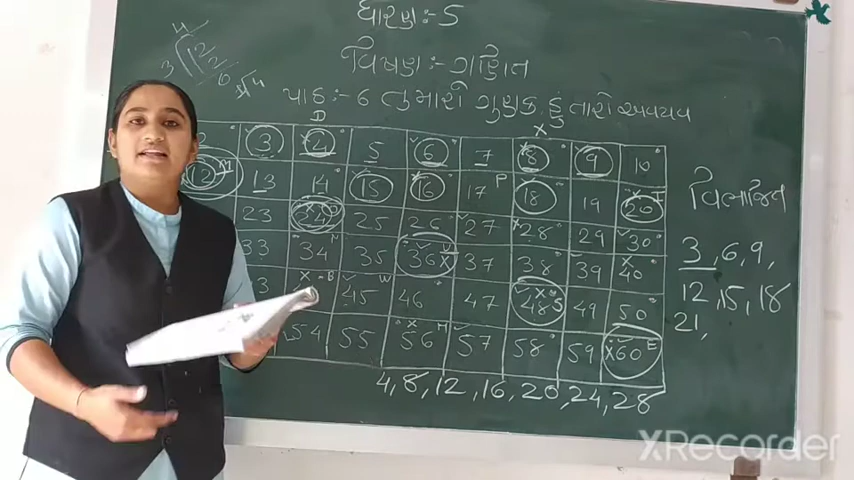 ધોરણ:- 5
વિષય:- ગણિત
પાઠ:- 6 તુમારો ગુણક હું તારો અવયવ
3 4 5 6 7 8 9 10
12 13 14 15 16 17 18 19 20
23 24 25 26 27 28 29 30
33 34 35 36 37 38 39 40
45 46 47 48 49 50
54 55 56 57 58 59 60
4, 8, 12, 16, 20, 24, 28
વિભાજિત
3, 6, 9,
12, 15, 18
21,
XRecorder